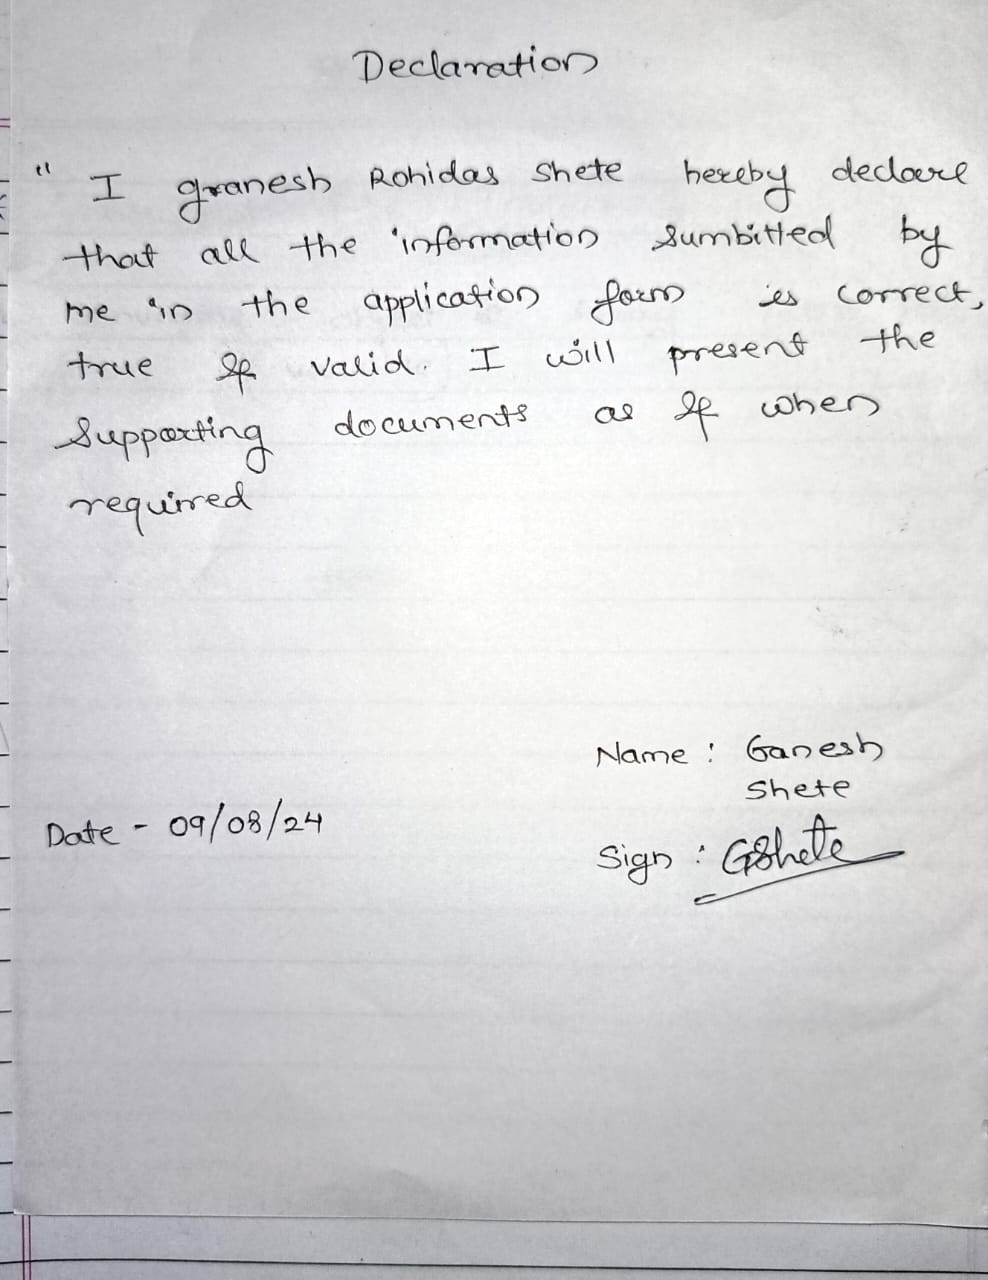 Declaration
" I granesh Rohidas Shete hereby declare
that all the information sumbitted by
me in the application form is correct,
true & valid. I will present the
Supporting documents as & when
required
Name : Ganesh
Shete
Date - 09/08/24
Sign : GShete